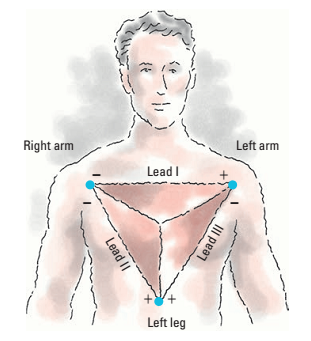 Right arm
Left arm
− Lead I +
− −
Lead II
Lead III
+ +
Left leg